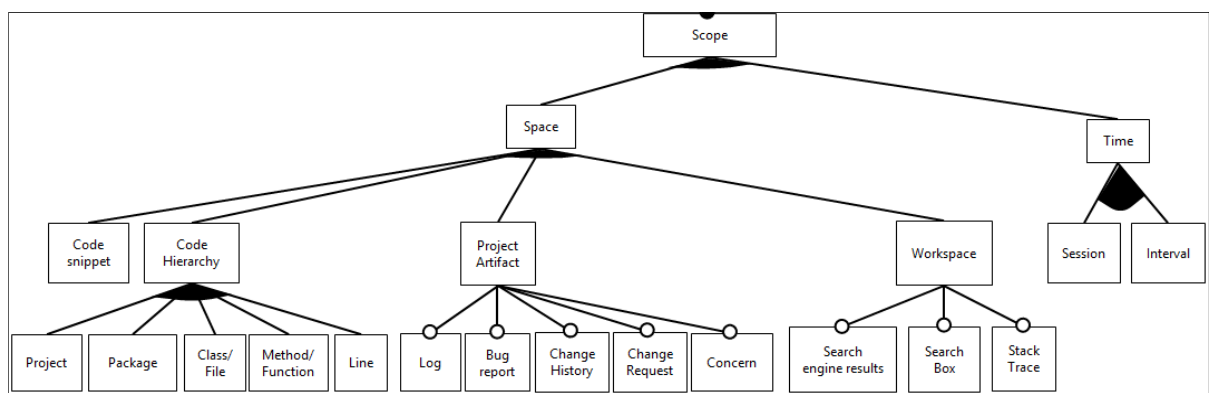 Scope
Space
Time
Code
snippet
Code
Hierarchy
Project
Artifact
Workspace
Session
Interval
Project
Package
Class/
File
Method/
Function
Line
Log
Bug
report
Change
History
Change
Request
Concern
Search
engine results
Search
Box
Stack
Trace